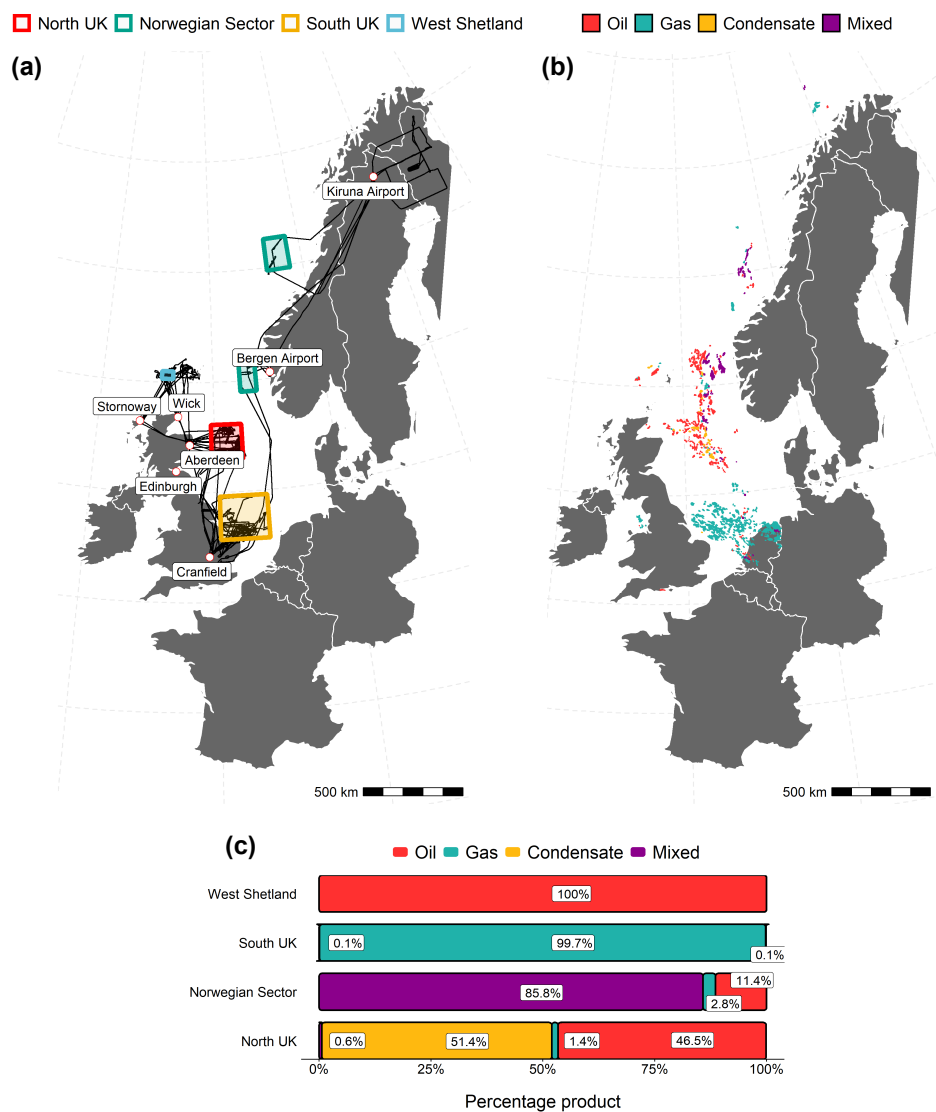 North UK Norwegian Sector South UK West Shetland
Oil Gas Condensate Mixed
(a)
(b)
Kiruna Airport
Bergen Airport
Stornoway
Wick
Aberdeen
Edinburgh
Cranfield
500 km
500 km
(c)
Oil Gas Condensate Mixed
West Shetland
100%
South UK
0.1% 99.7% 0.1%
Norwegian Sector
85.8% 2.8% 11.4%
North UK
0.6% 51.4% 1.4% 46.5%
0% 25% 50% 75% 100%
Percentage product